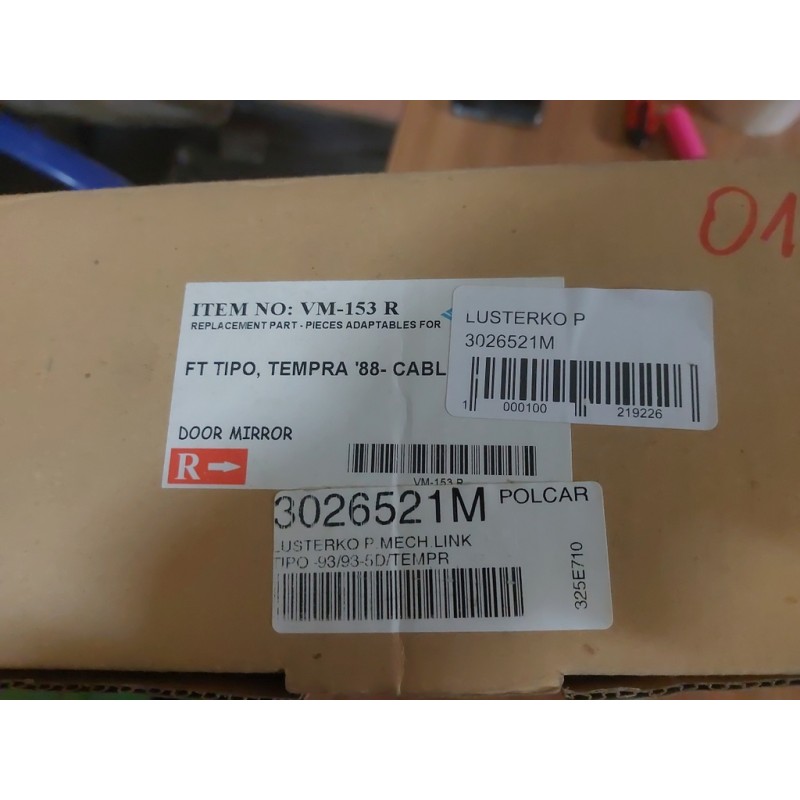 01
ITEM NO: VM-153 R
REPLACEMENT PART - PIECES ADAPTABLES FOR
FT TIPO, TEMPRA '88- CABL
DOOR MIRROR
R
VM-153 R
LUSTERKO P
3026521M
1 000100 219226
3026521M POLCAR
LUSTERKO P.MECH.LINK
TIPO -93/93-5D/TEMPR
325E710